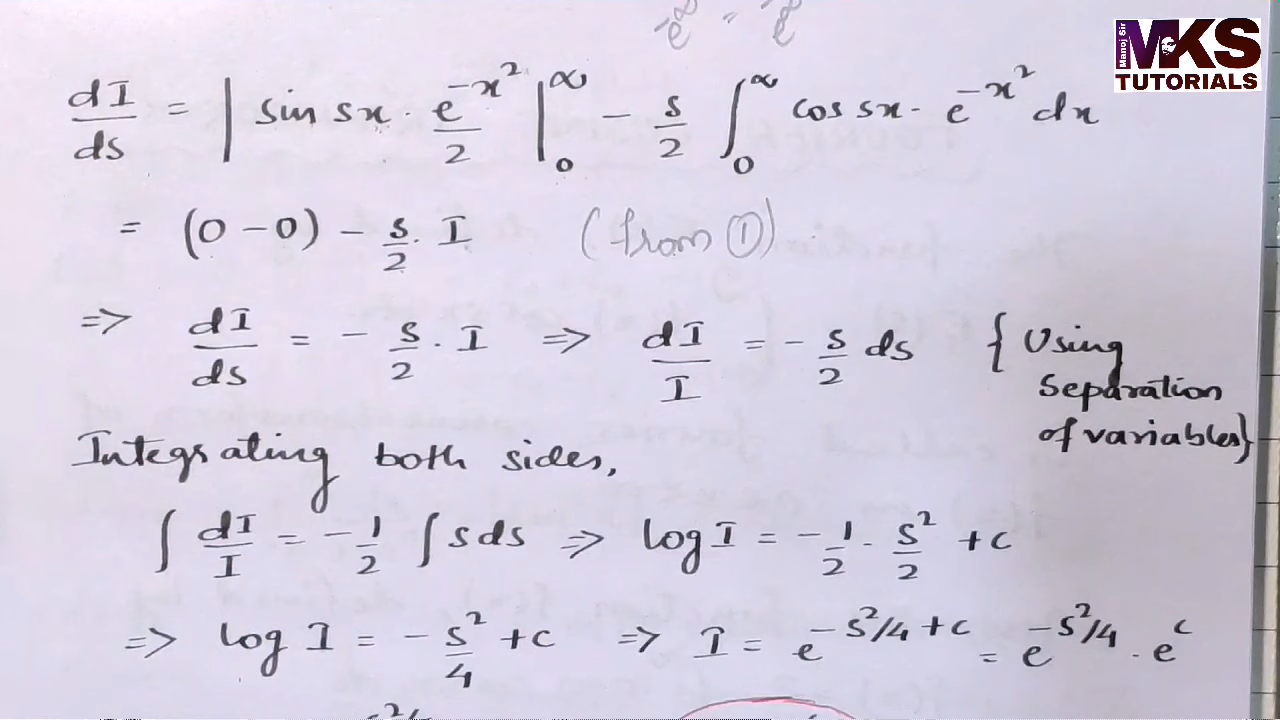 e^-∞ = e^-∞
Manoj Sir
MKS
TUTORIALS
dI/ds = | sin sx · e^-x²/2 |₀^∞ - s/2 ∫₀^∞ cos sx · e^-x² dx
= (0 - 0) - s/2 · I (from ①)
=> dI/ds = - s/2 · I => dI/I = - s/2 ds { Using
Separation
of variables}
Integrating both sides,
∫ dI/I = - 1/2 ∫ s ds => log I = - 1/2 · s²/2 + c
=> log I = - s²/4 + c => I = e^(-s²/4 + c) = e^(-s²/4) · e^c